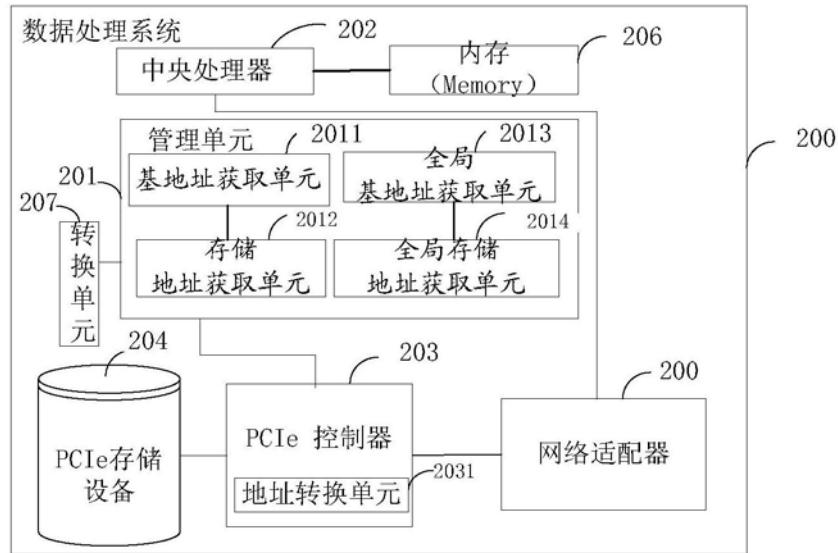 数据处理系统
202
206
中央处理器
内存
（Memory）
200
管理单元
2011
2013
201
基地址获取单元
全局
基地址获取单元
207
2012
2014
转换单元
存储
地址获取单元
全局存储
地址获取单元
204
203
200
PCIe存储
设备
PCIe 控制器
网络适配器
2031
地址转换单元